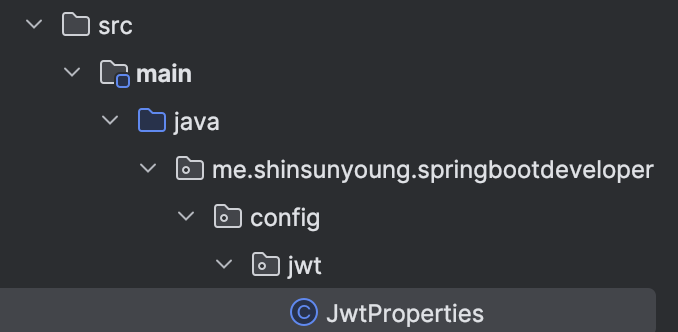 src
main
java
me.shinsunyoung.springbootdeveloper
config
jwt
C JwtProperties